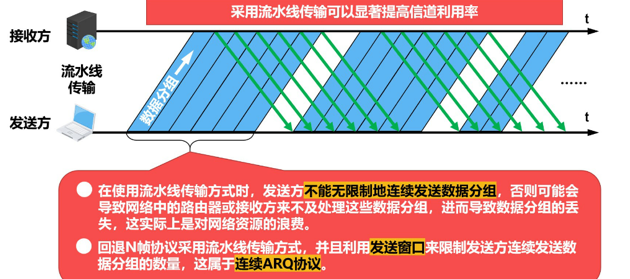 采用流水线传输可以显著提高信道利用率
t
接收方
流水线
传输
数据分组
......
发送方
t
在使用流水线传输方式时，发送方不能无限制地连续发送数据分组，否则可能会
导致网络中的路由器或接收方来不及处理这些数据分组，进而导致数据分组的丢
失，这实际上是对网络资源的浪费。
回退N帧协议采用流水线传输方式，并且利用发送窗口来限制发送方连续发送数
据分组的数量，这属于连续ARQ协议。